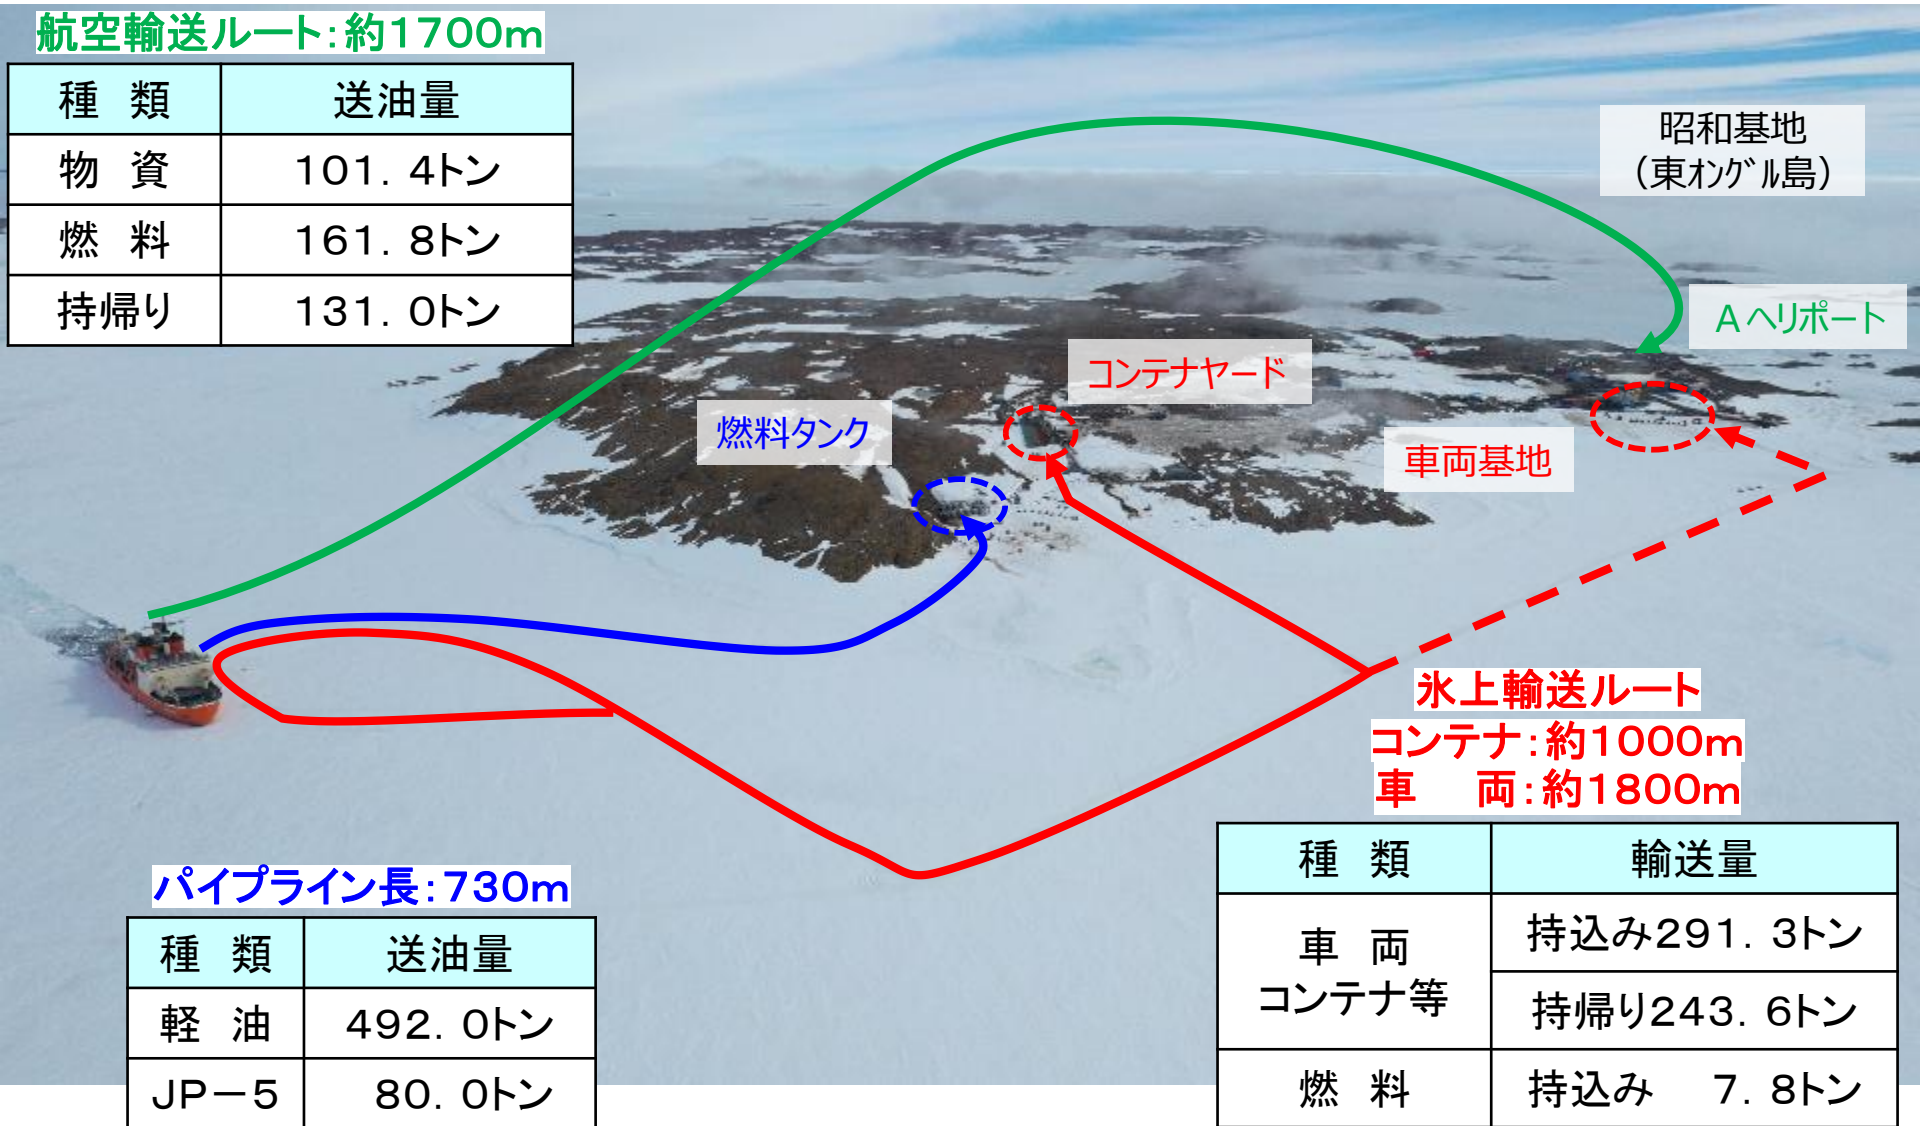 航空輸送ルート:約1700m
種 類 送油量
物 資 101.4トン
燃 料 161.8トン
持帰り 131.0トン
昭和基地
(東オングル島)
Aヘリポート
コンテナヤード
燃料タンク
車両基地
氷上輸送ルート
コンテナ:約1000m
車 両:約1800m
種 類 輸送量
車 両
コンテナ等
持込み291.3トン
持帰り243.6トン
燃 料 持込み 7.8トン
パイプライン長:730m
種 類 送油量
軽 油 492.0トン
JP-5 80.0トン